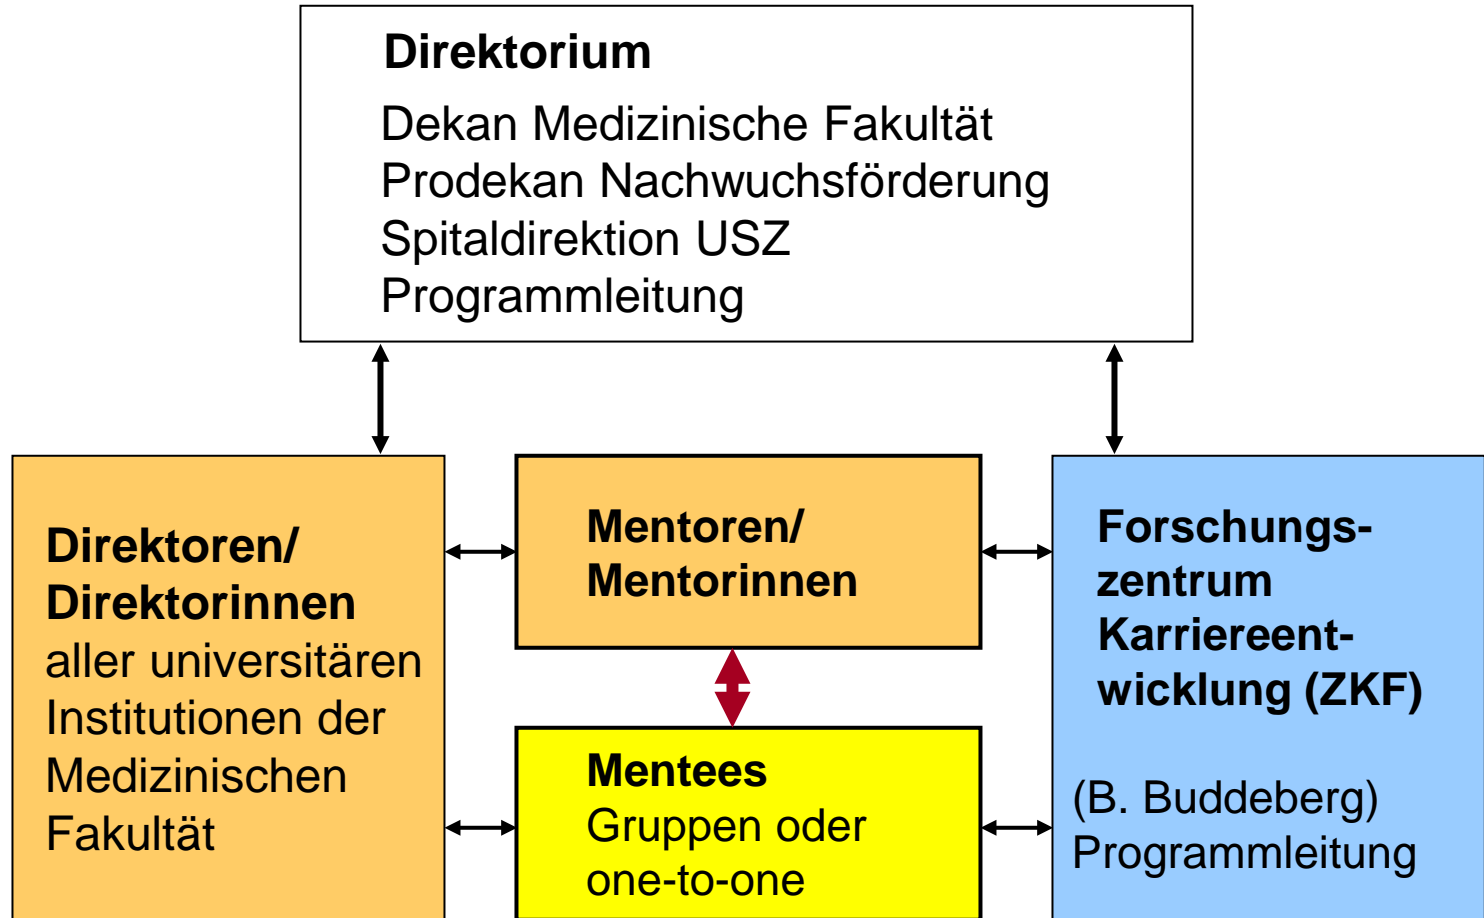 Direktorium
Dekan Medizinische Fakultät
Prodekan Nachwuchsförderung
Spitaldirektion USZ
Programmleitung
Direktoren/
Direktorinnen
aller universitären
Institutionen der
Medizinischen
Fakultät
Mentoren/
Mentorinnen
Mentees
Gruppen oder
one-to-one
Forschungs-
zentrum
Karriereent-
wicklung (ZKF)
(B. Buddeberg)
Programmleitung